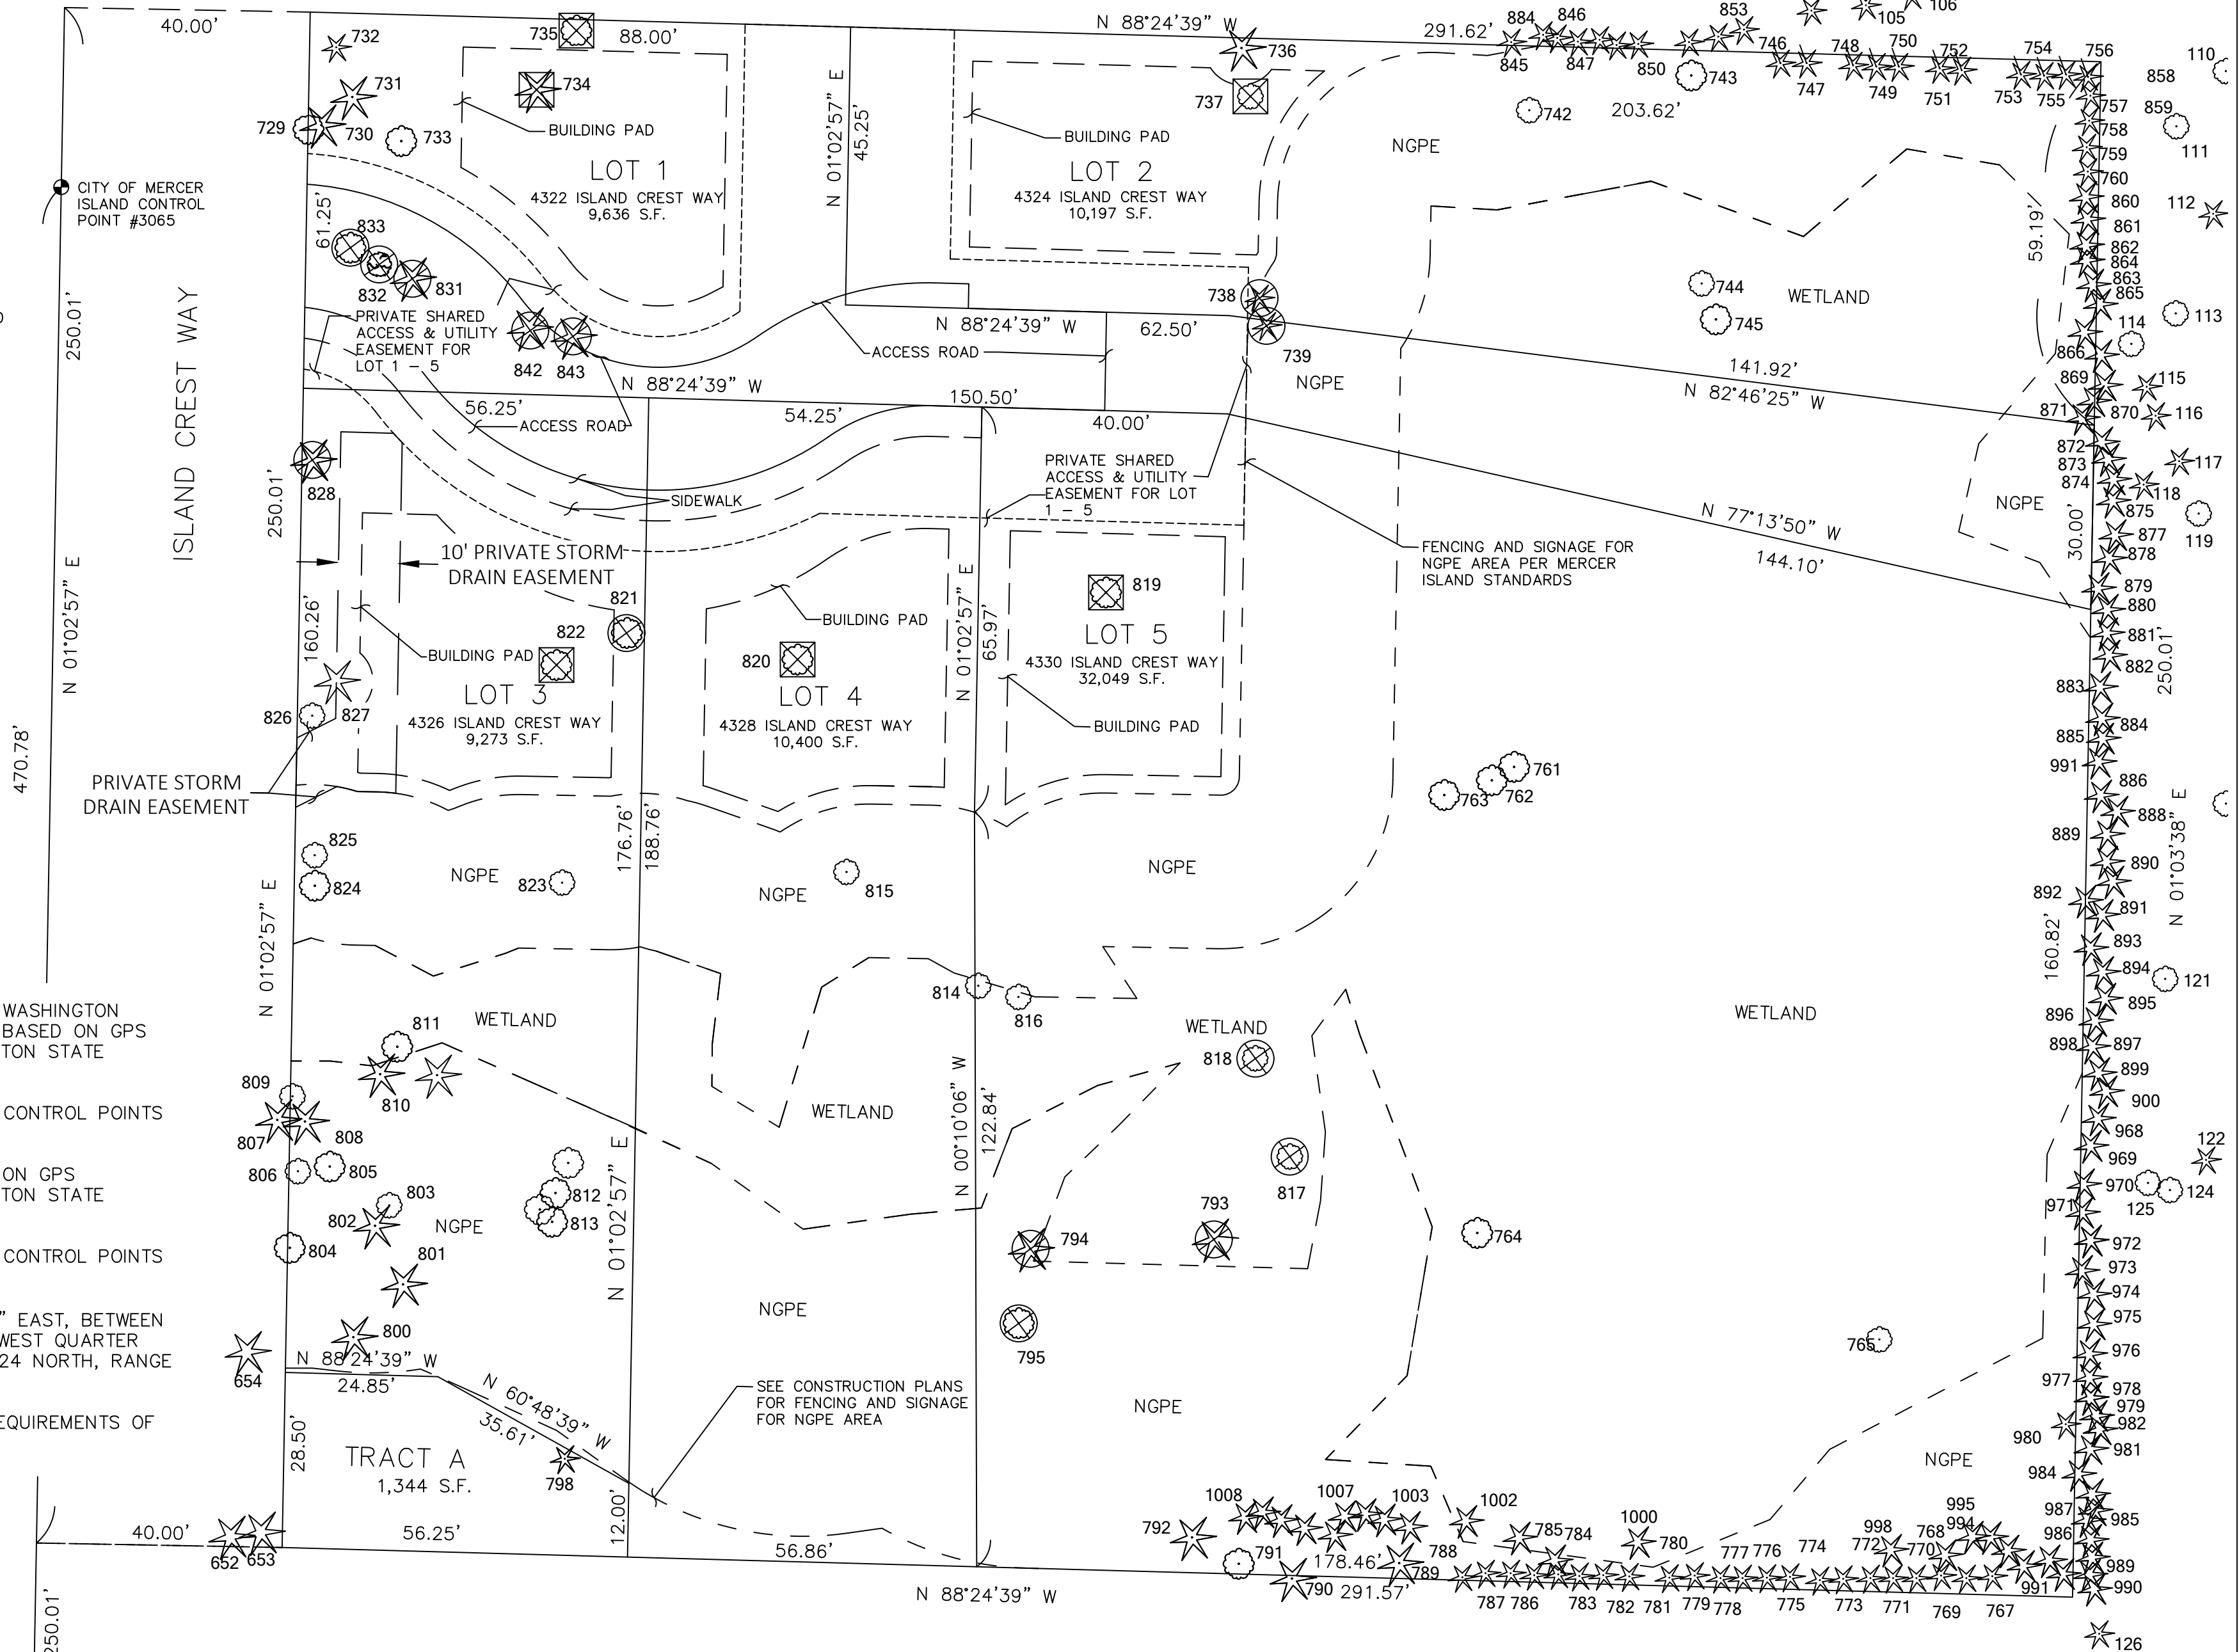 40.00'
732
735
88.00'
N 88°24'39" W
291.62'
884
846
853
105
106
736
845
847
850
746
748
750
752
754
756
110
858
731
734
737
743
747
749
751
753
755
757
859
742
203.62'
758
111
729
730
733
BUILDING PAD
BUILDING PAD
NGPE
759
N 01°02'57" E
45.25'
LOT 1
4322 ISLAND CREST WAY
9,636 S.F.
LOT 2
4324 ISLAND CREST WAY
10,197 S.F.
760
CITY OF MERCER
ISLAND CONTROL
POINT #3065
61.25'
833
832
831
860
861
862
864
863
865
112
59.19'
738
739
744
745
WETLAND
113
114
866
ISLAND CREST WAY
250.01'
PRIVATE SHARED
ACCESS & UTILITY
EASEMENT FOR
LOT 1 - 5
842
843
N 88°24'39" W
62.50'
ACCESS ROAD
NGPE
141.92'
N 82°46'25" W
869
115
871
870
116
N 88°24'39" W
56.25'
54.25'
150.50'
40.00'
ACCESS ROAD
872
873
117
874
118
828
250.01'
SIDEWALK
PRIVATE SHARED
ACCESS & UTILITY
EASEMENT FOR LOT
1 - 5
NGPE
875
119
30.00'
877
878
N 77°13'50" W
144.10'
FENCING AND SIGNAGE FOR
NGPE AREA PER MERCER
ISLAND STANDARDS
10' PRIVATE STORM
DRAIN EASEMENT
N 01°02'57" E
160.26'
821
822
BUILDING PAD
LOT 3
4326 ISLAND CREST WAY
9,273 S.F.
820
BUILDING PAD
LOT 4
4328 ISLAND CREST WAY
10,400 S.F.
N 01°02'57" E
65.97'
819
LOT 5
4330 ISLAND CREST WAY
32,049 S.F.
BUILDING PAD
879
880
881
882
250.01'
883
884
885
991
826
827
470.78'
PRIVATE STORM
DRAIN EASEMENT
761
762
763
886
888
889
N 01°03'38" E
176.76'
188.76'
825
824
NGPE
823
NGPE
815
NGPE
890
892
891
N 01°02'57" E
893
894
121
895
160.82'
814
816
WASHINGTON
BASED ON GPS
TON STATE
WETLAND
WETLAND
WETLAND
818
896
898
897
899
900
811
809
810
CONTROL POINTS
807
808
WETLAND
N 00°10'06" W
122.84'
968
969
122
806
805
ON GPS
TON STATE
812
803
802
813
NGPE
817
793
970
124
125
971
N 01°02'57" E
804
801
794
764
972
973
974
CONTROL POINTS
NGPE
975
" EAST, BETWEEN
WEST QUARTER
24 NORTH, RANGE
800
N 88°24'39" W
24.85'
654
795
765
976
977
978
979
982
980
981
EQUIREMENTS OF
N 60°48'39" W
35.61'
SEE CONSTRUCTION PLANS
FOR FENCING AND SIGNAGE
FOR NGPE AREA
NGPE
NGPE
28.50'
TRACT A
1,344 S.F.
798
12.00'
984
987
985
986
989
990
1008
1007
1003
1002
1000
995
994
998
768
792
785
784
780
772
770
777
776
774
40.00'
652
653
56.25'
56.86'
791
178.46'
788
789
790
291.57'
N 88°24'39" W
787
786
783
782
781
779
778
775
773
771
769
767
991
250.01'
126